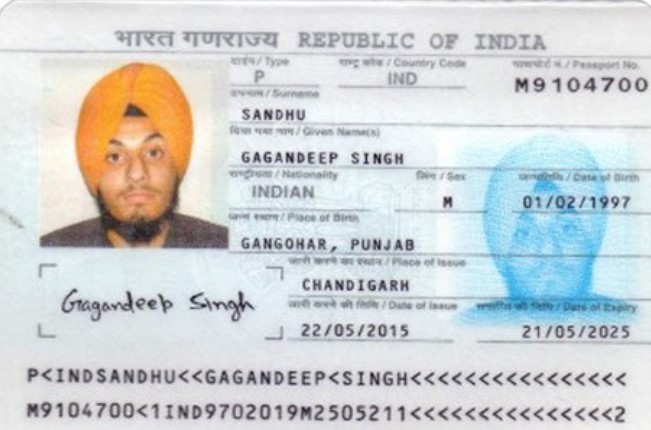 भारत गणराज्य REPUBLIC OF INDIA
टाईप / Type राष्ट्र कोड / Country Code पासपोर्ट नं. / Passport No.
P IND M9104700
उपनाम / Surname
SANDHU
दिया गया नाम / Given Name(s)
GAGANDEEP SINGH
राष्ट्रीयता / Nationality लिंग / Sex जन्मतिथि / Date of Birth
INDIAN M 01/02/1997
जन्म स्थान / Place of Birth
GANGOHAR, PUNJAB
जारी करने का स्थान / Place of Issue
CHANDIGARH
Gagandeep Singh
जारी करने की तिथि / Date of Issue समाप्ति की तिथि / Date of Expiry
22/05/2015 21/05/2025
P<INDSANDHU<<GAGANDEEP<SINGH<<<<<<<<<<<<<<<<
M9104700<1IND9702019M2505211<<<<<<<<<<<<<<2